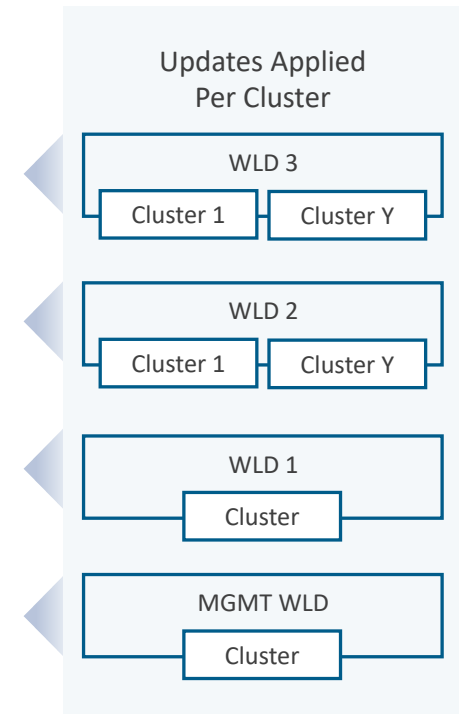 Updates Applied
Per Cluster
WLD 3
Cluster 1
Cluster Y
WLD 2
Cluster 1
Cluster Y
WLD 1
Cluster
MGMT WLD
Cluster